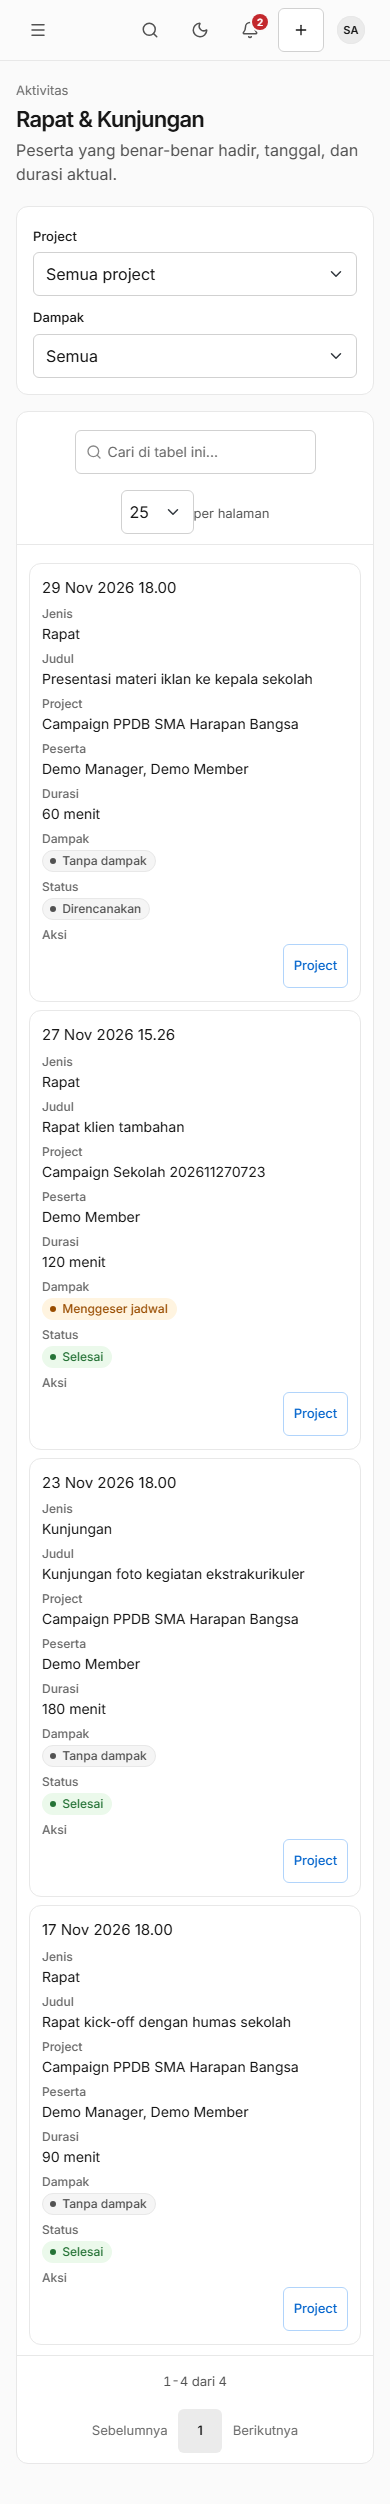 2
SA
Aktivitas
Rapat & Kunjungan
Peserta yang benar-benar hadir, tanggal, dan
durasi aktual.
Project
Semua project
Dampak
Semua
Cari di tabel ini...
25 per halaman
29 Nov 2026 18.00
Jenis
Rapat
Judul
Presentasi materi iklan ke kepala sekolah
Project
Campaign PPDB SMA Harapan Bangsa
Peserta
Demo Manager, Demo Member
Durasi
60 menit
Dampak
Tanpa dampak
Status
Direncanakan
Aksi
Project
27 Nov 2026 15.26
Jenis
Rapat
Judul
Rapat klien tambahan
Project
Campaign Sekolah 202611270723
Peserta
Demo Member
Durasi
120 menit
Dampak
Menggeser jadwal
Status
Selesai
Aksi
Project
23 Nov 2026 18.00
Jenis
Kunjungan
Judul
Kunjungan foto kegiatan ekstrakurikuler
Project
Campaign PPDB SMA Harapan Bangsa
Peserta
Demo Member
Durasi
180 menit
Dampak
Tanpa dampak
Status
Selesai
Aksi
Project
17 Nov 2026 18.00
Jenis
Rapat
Judul
Rapat kick-off dengan humas sekolah
Project
Campaign PPDB SMA Harapan Bangsa
Peserta
Demo Manager, Demo Member
Durasi
90 menit
Dampak
Tanpa dampak
Status
Selesai
Aksi
Project
1-4 dari 4
Sebelumnya 1 Berikutnya